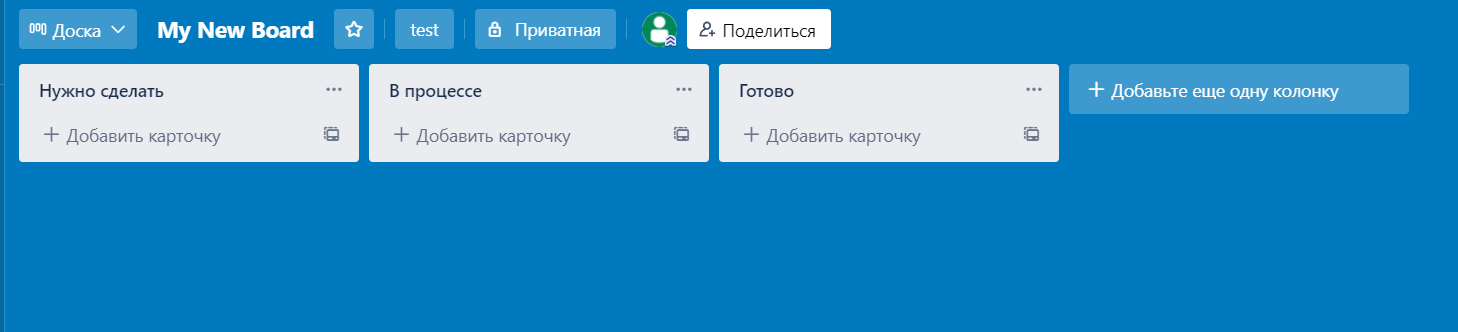 Доска My New Board test Приватная Поделиться
Нужно сделать В процессе Готово + Добавьте еще одну колонку
+ Добавить карточку + Добавить карточку + Добавить карточку